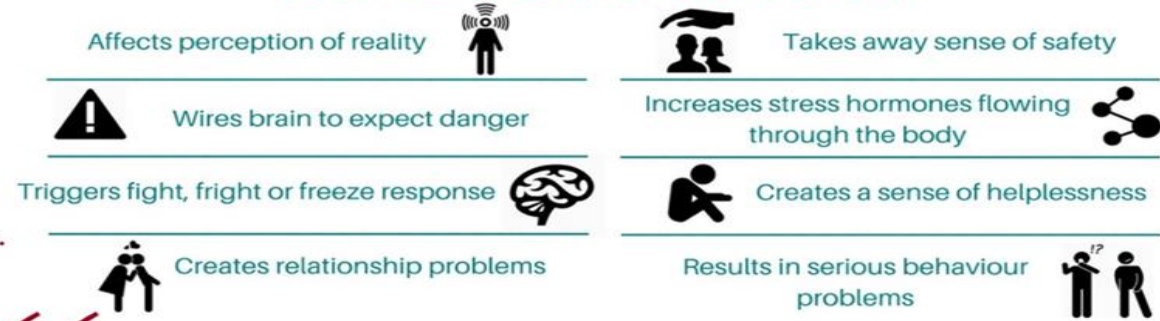 Affects perception of reality
Takes away sense of safety
Wires brain to expect danger
Increases stress hormones flowing
through the body
Triggers fight, fright or freeze response
Creates a sense of helplessness
Creates relationship problems
Results in serious behaviour
problems
!?